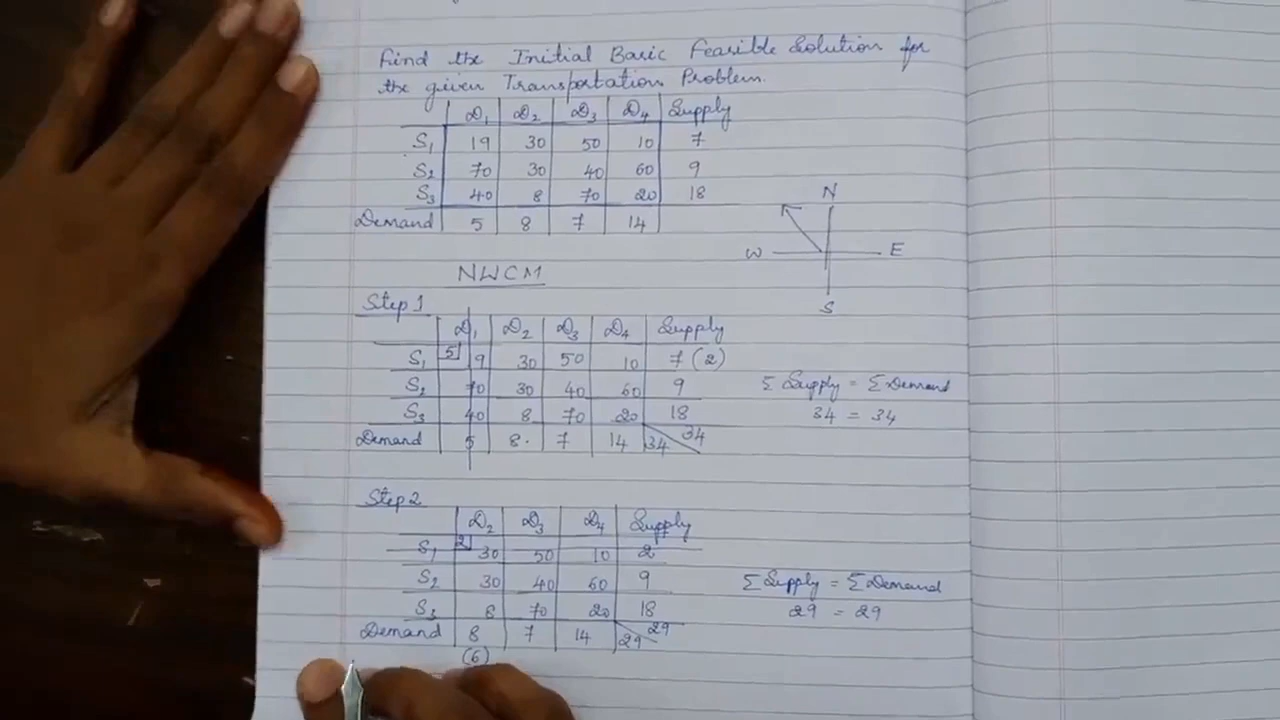 Find the Initial Basic Feasible Solution for
the given Transportation Problem.
D₁ D₂ D₃ D₄ Supply
S₁ 19 30 50 10 7
S₂ 70 30 40 60 9
S₃ 40 8 70 20 18
Demand 5 8 7 14
N
W E
S
NWCM
Step 1
D₁ D₂ D₃ D₄ Supply
S₁ 5 9 30 50 10 7 (2)
S₂ 70 30 40 60 9
S₃ 40 8 70 20 18
Demand 5 8 7 14 34 34
Σ Supply = Σ Demand
34 = 34
Step 2
D₂ D₃ D₄ Supply
S₁ 2 30 50 10 2
S₂ 30 40 60 9
S₃ 8 70 20 18
Demand 8 7 14 29 29
(6)
Σ Supply = Σ Demand
29 = 29